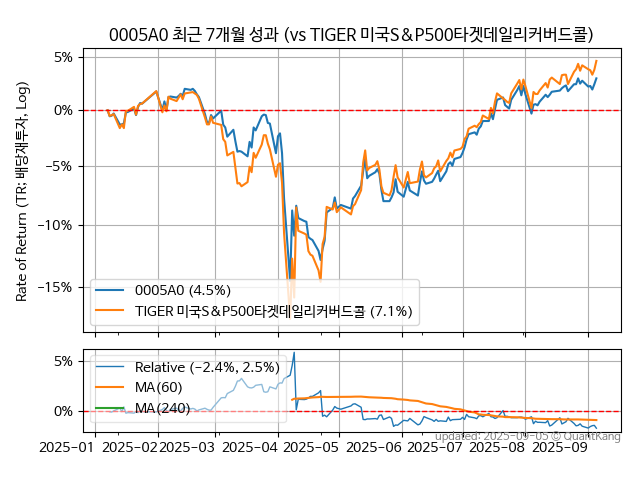 0005A0 최근 7개월 성과 (vs TIGER 미국S&P500타겟데일리커버드콜)
Rate of Return (TR: 배당재투자, Log)
5%
0%
−5%
−10%
−15%
0005A0 (4.5%)
TIGER 미국S&P500타겟데일리커버드콜 (7.1%)
5%
0%
Relative (−2.4%, 2.5%)
MA(60)
MA(240)
updated: 2025-09-05 © QuantKang
2025−01 2025−02 2025−03 2025−04 2025−05 2025−06 2025−07 2025−08 2025−09